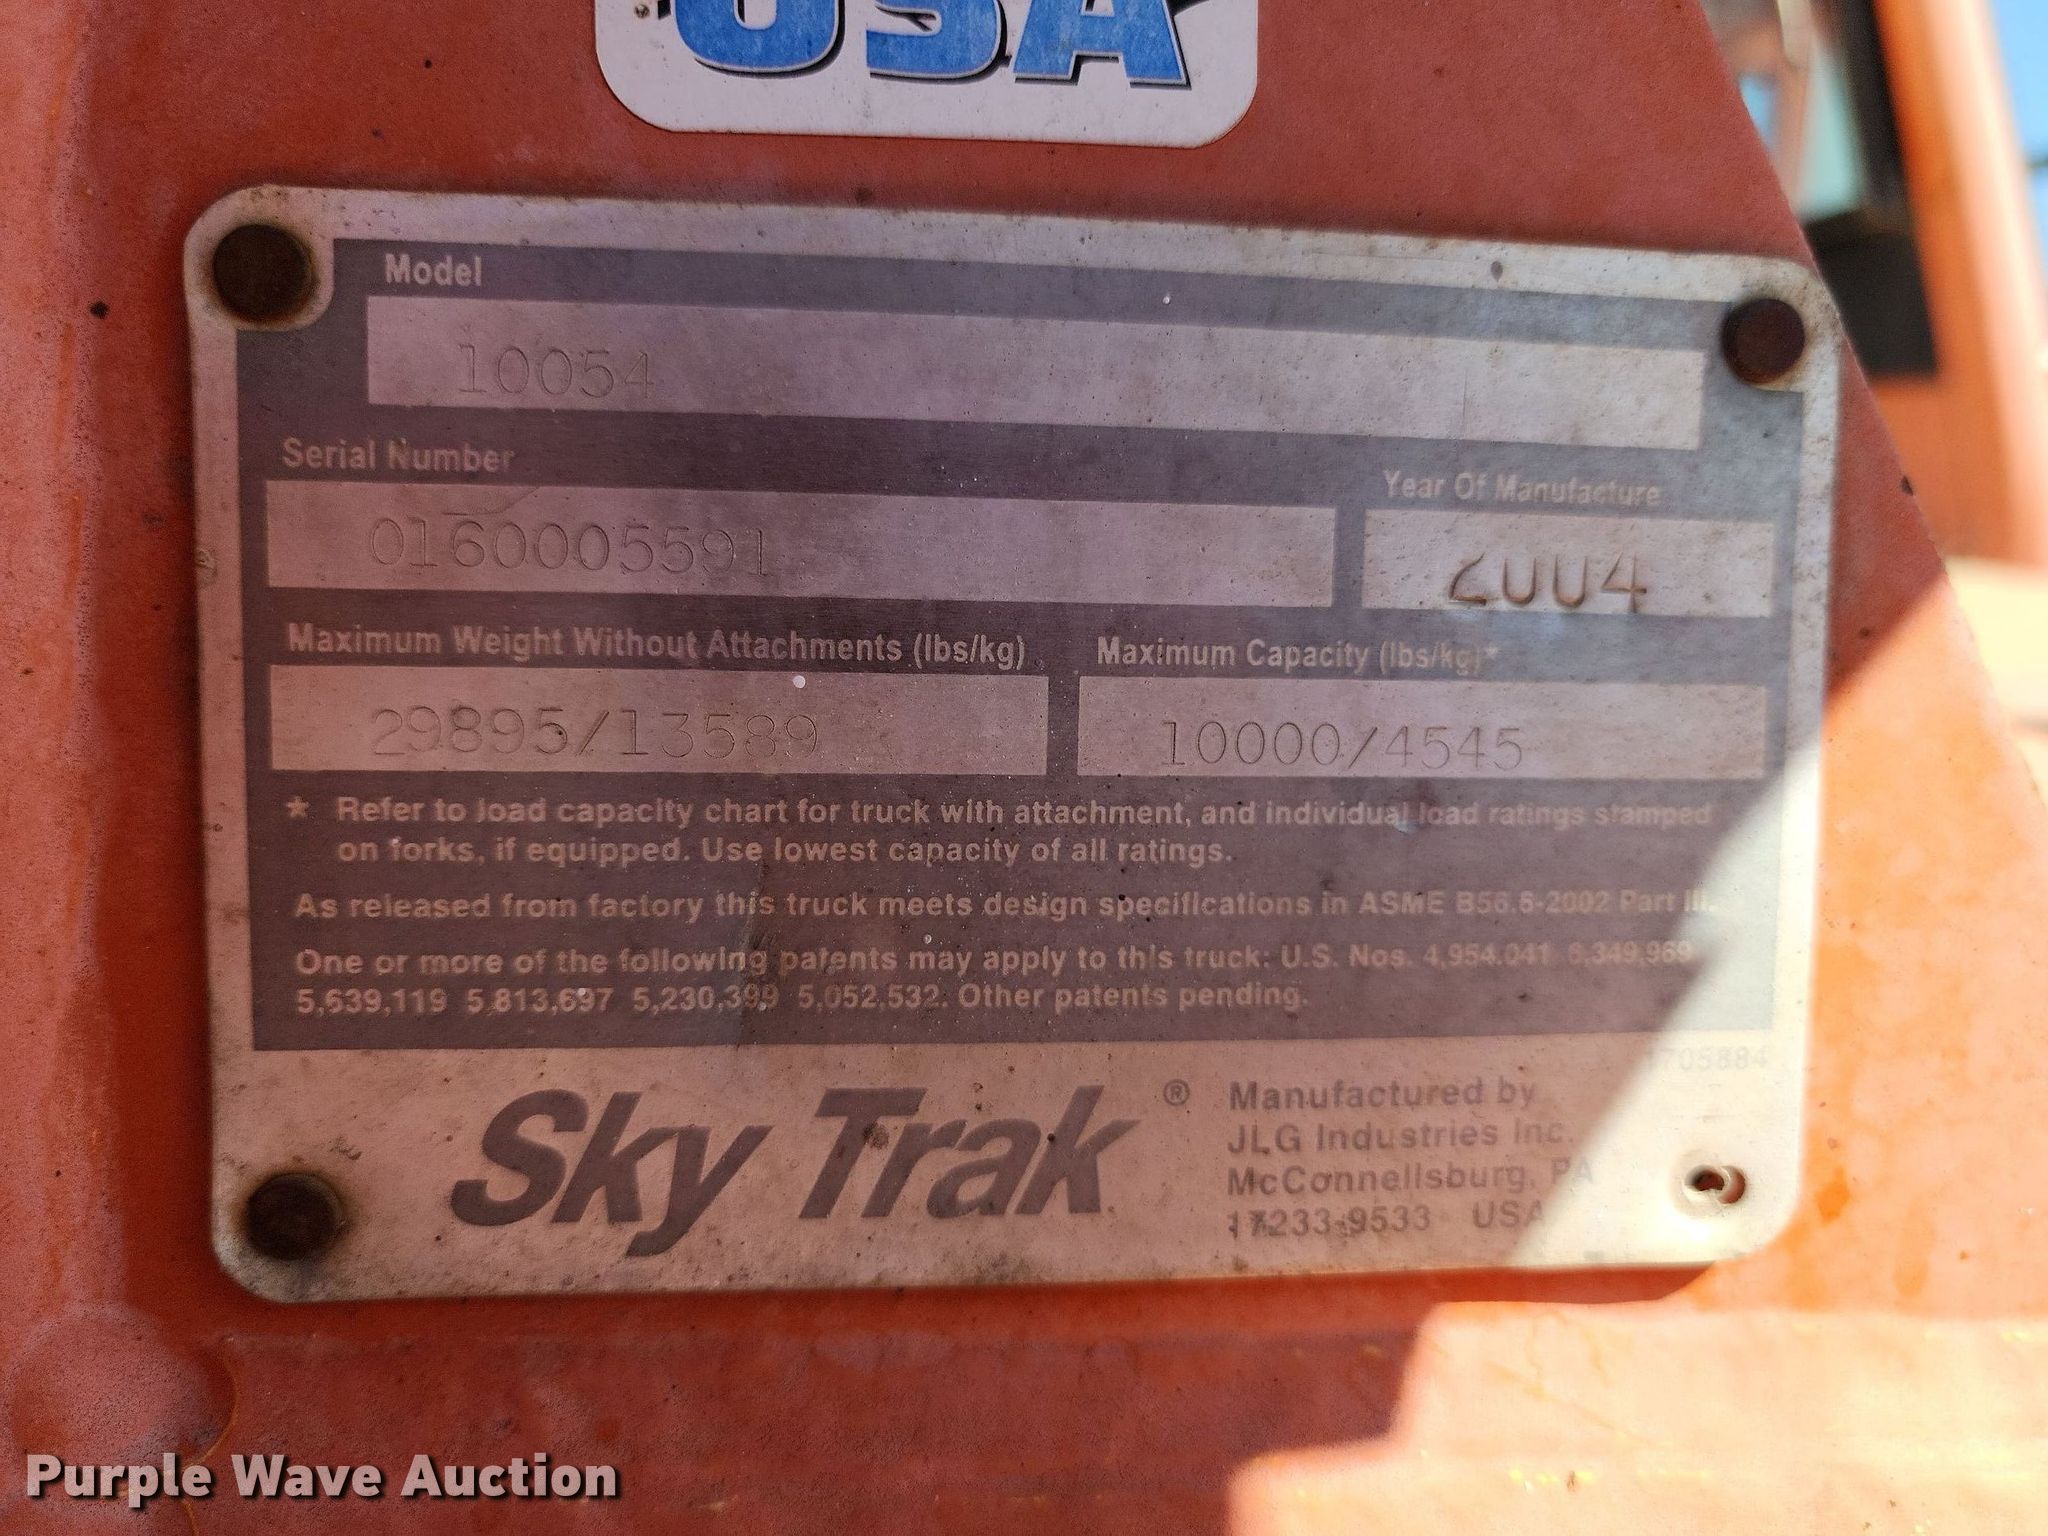 USA
Model
10054
Serial Number
0160005591
Year Of Manufacture
2004
Maximum Weight Without Attachments (lbs/kg)
29895/13589
Maximum Capacity (lbs/kg)*
10000/4545
* Refer to load capacity chart for truck with attachment, and individual load ratings stamped
on forks, if equipped. Use lowest capacity of all ratings.
As released from factory this truck meets design specifications in ASME B56.6-2002 Part III.
One or more of the following patents may apply to this truck: U.S. Nos. 4,954,041 6,349,969
5,639,119 5,813,697 5,230,399 5,052,532. Other patents pending.
1705884
Sky Trak®
Manufactured by
JLG Industries Inc.
McConnellsburg, PA
17233-9533 USA
Purple Wave Auction